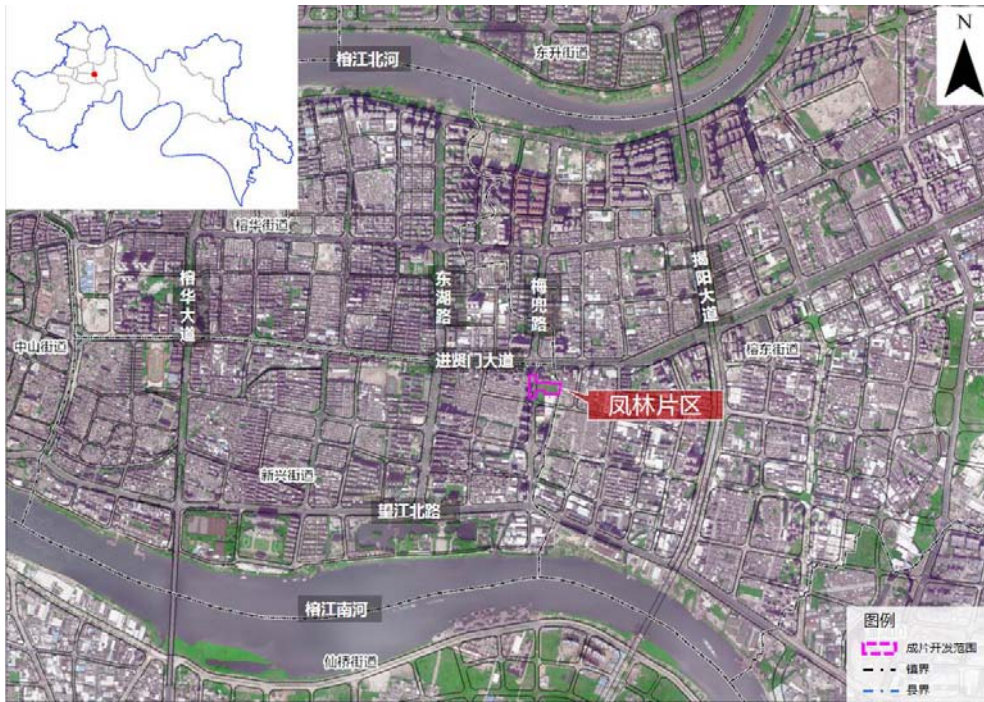 N
榕江北河
东升街道
榕华街道
榕华大道
东湖路
梅兜路
揭阳大道
中山街道
进贤门大道
榕东街道
凤林片区
新兴街道
望江北路
榕江南河
仙桥街道
图例
成片开发范围
镇界
县界